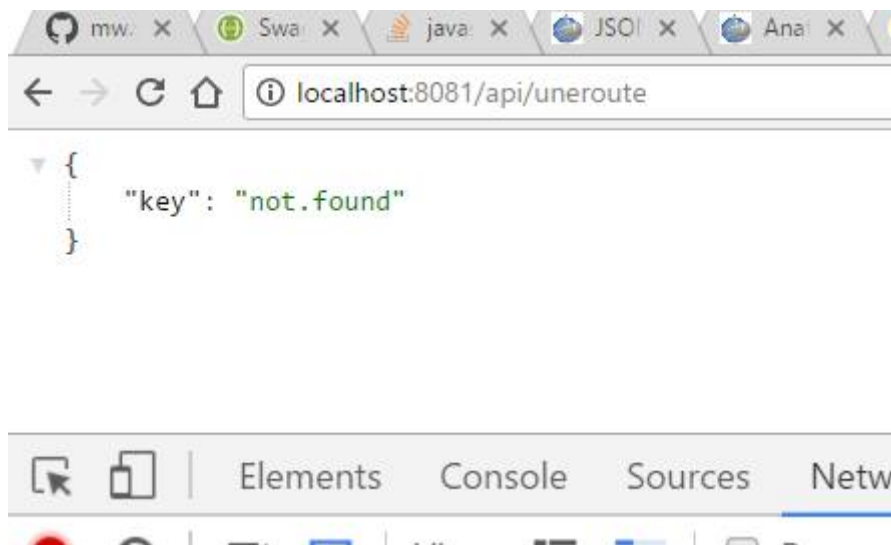 mw. Swa java JSO Ana
localhost:8081/api/uneroute
{
"key": "not.found"
}
Elements Console Sources Netw